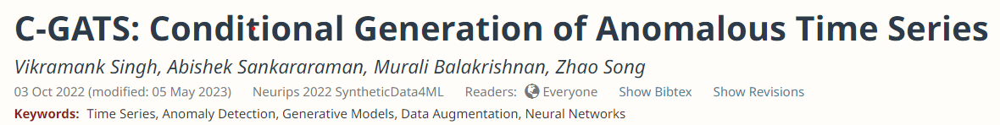 C-GATS: Conditional Generation of Anomalous Time Series
Vikramank Singh, Abishek Sankararaman, Murali Balakrishnan, Zhao Song
03 Oct 2022 (modified: 05 May 2023) Neurips 2022 SyntheticData4ML Readers: Everyone Show Bibtex Show Revisions
Keywords: Time Series, Anomaly Detection, Generative Models, Data Augmentation, Neural Networks